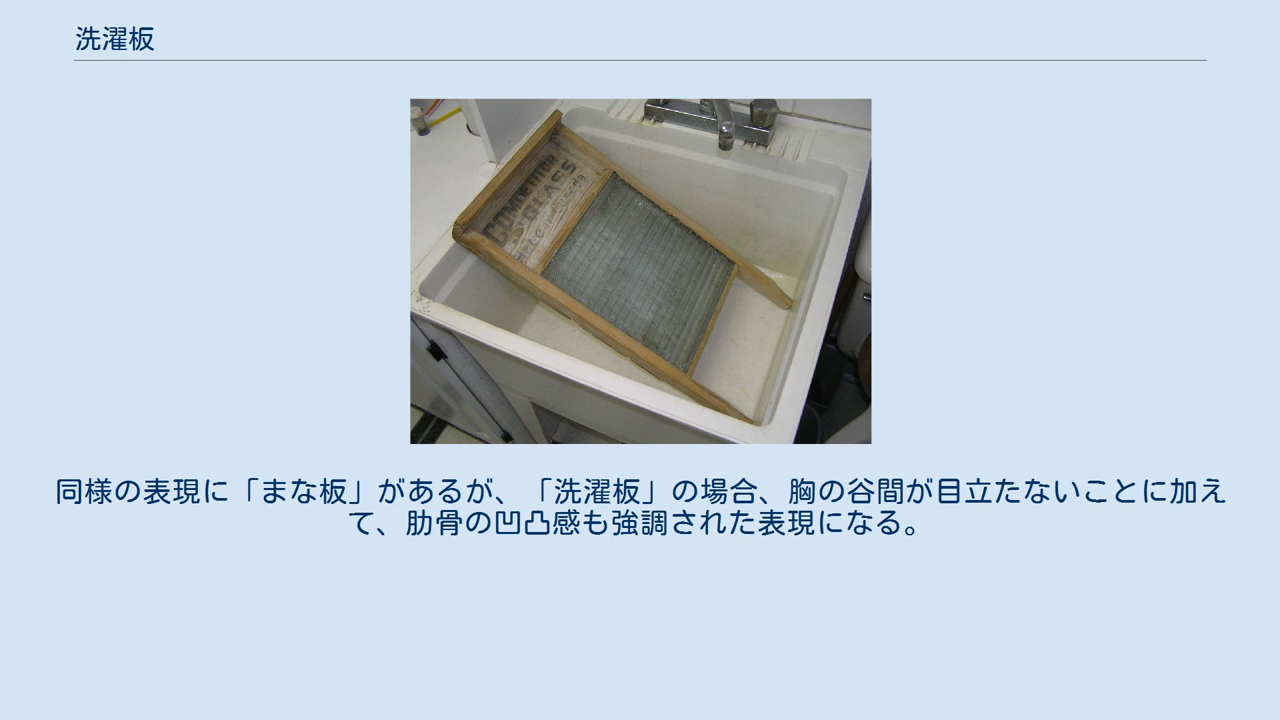 洗濯板
COMPETITION
GLASS
同様の表現に「まな板」があるが、「洗濯板」の場合、胸の谷間が目立たないことに加え
て、肋骨の凹凸感も強調された表現になる。